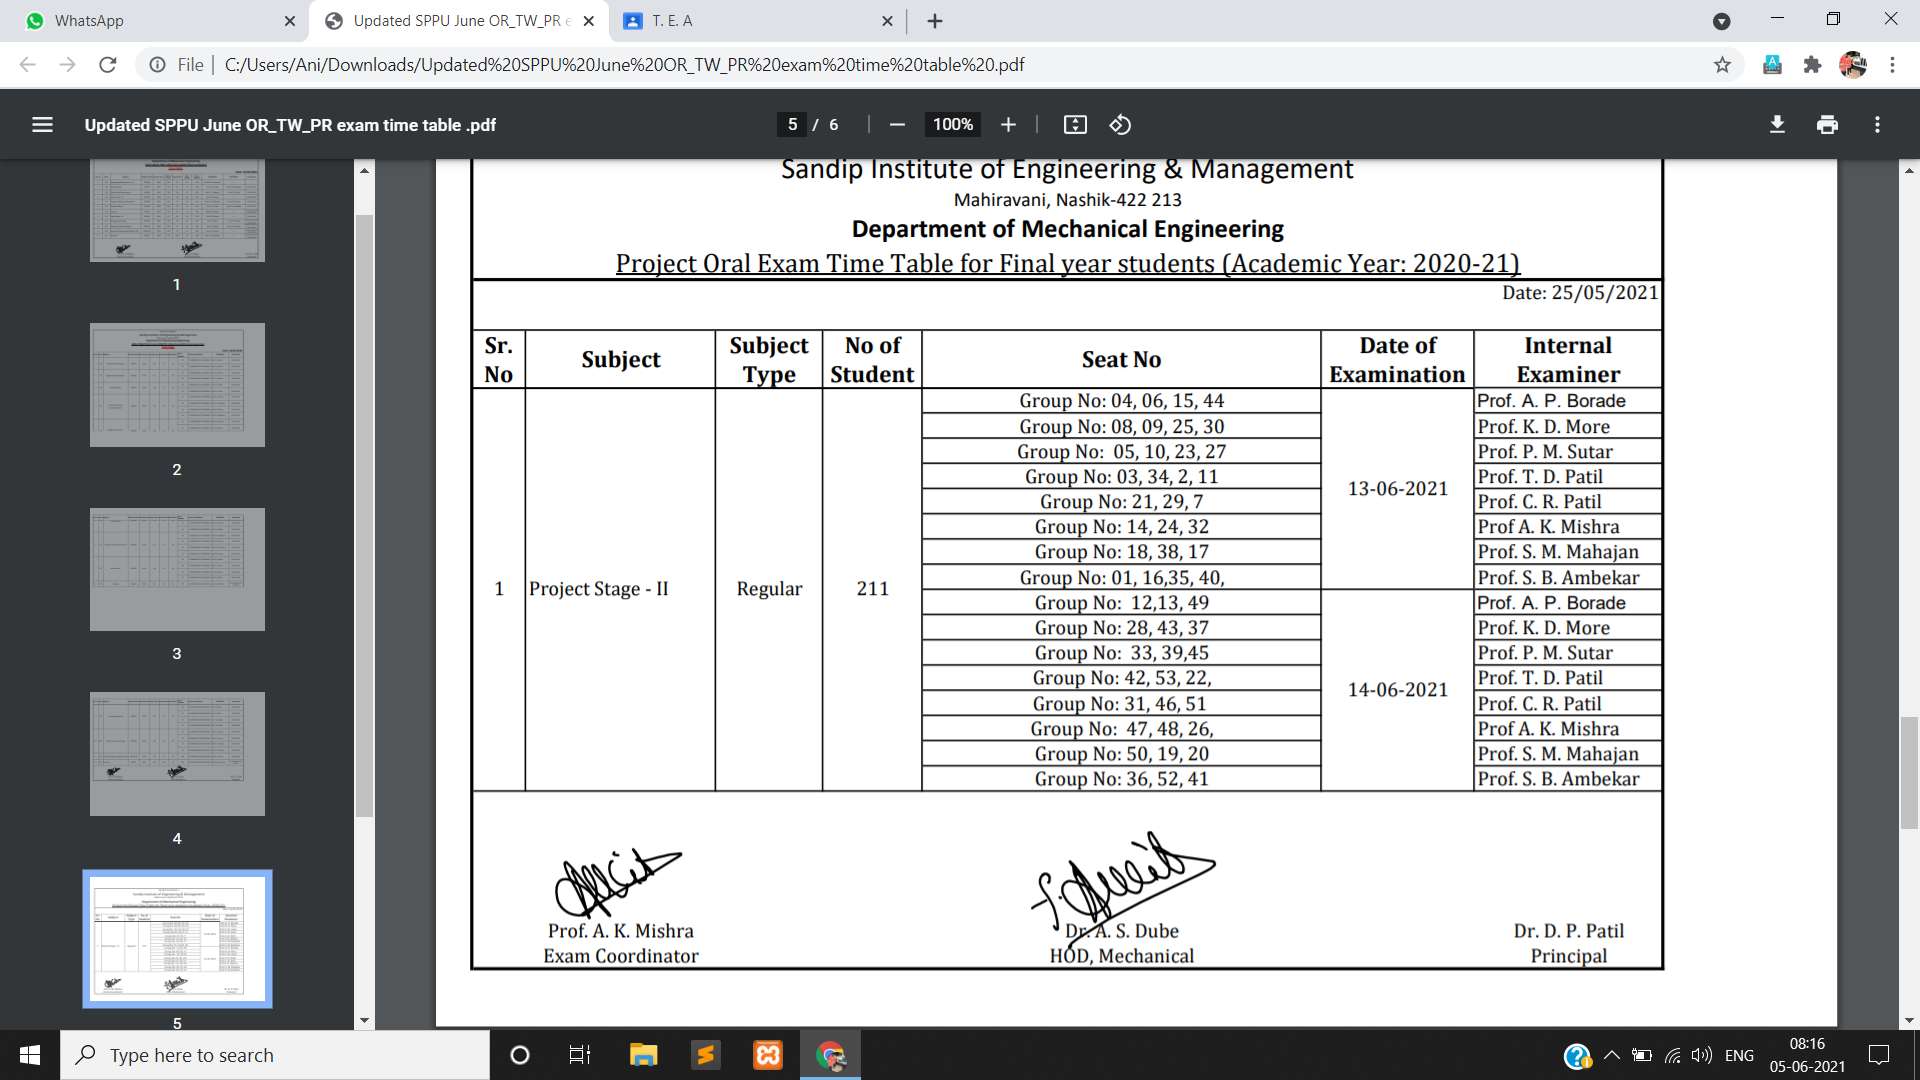 WhatsApp
Updated SPPU June OR_TW_PR e
T. E. A
File
C:/Users/Ani/Downloads/Updated%20SPPU%20June%20OR_TW_PR%20exam%20time%20table%20.pdf
Updated SPPU June OR_TW_PR exam time table .pdf
5 / 6
100%
1
2
3
4
5
Sandip Institute of Engineering & Management
Mahiravani, Nashik-422 213
Department of Mechanical Engineering
Project Oral Exam Time Table for Final year students (Academic Year: 2020-21)
Date: 25/05/2021
Sr. No Subject Subject Type No of Student Seat No Date of Examination Internal Examiner
1 Project Stage - II Regular 211
13-06-2021
Group No: 04, 06, 15, 44 Prof. A. P. Borade
Group No: 08, 09, 25, 30 Prof. K. D. More
Group No: 05, 10, 23, 27 Prof. P. M. Sutar
Group No: 03, 34, 2, 11 Prof. T. D. Patil
Group No: 21, 29, 7 Prof. C. R. Patil
Group No: 14, 24, 32 Prof A. K. Mishra
Group No: 18, 38, 17 Prof. S. M. Mahajan
Group No: 01, 16,35, 40, Prof. S. B. Ambekar
14-06-2021
Group No: 12,13, 49 Prof. A. P. Borade
Group No: 28, 43, 37 Prof. K. D. More
Group No: 33, 39,45 Prof. P. M. Sutar
Group No: 42, 53, 22, Prof. T. D. Patil
Group No: 31, 46, 51 Prof. C. R. Patil
Group No: 47, 48, 26, Prof A. K. Mishra
Group No: 50, 19, 20 Prof. S. M. Mahajan
Group No: 36, 52, 41 Prof. S. B. Ambekar
Prof. A. K. Mishra Dr. A. S. Dube Dr. D. P. Patil
Exam Coordinator HOD, Mechanical Principal
Type here to search
ENG
08:16
05-06-2021